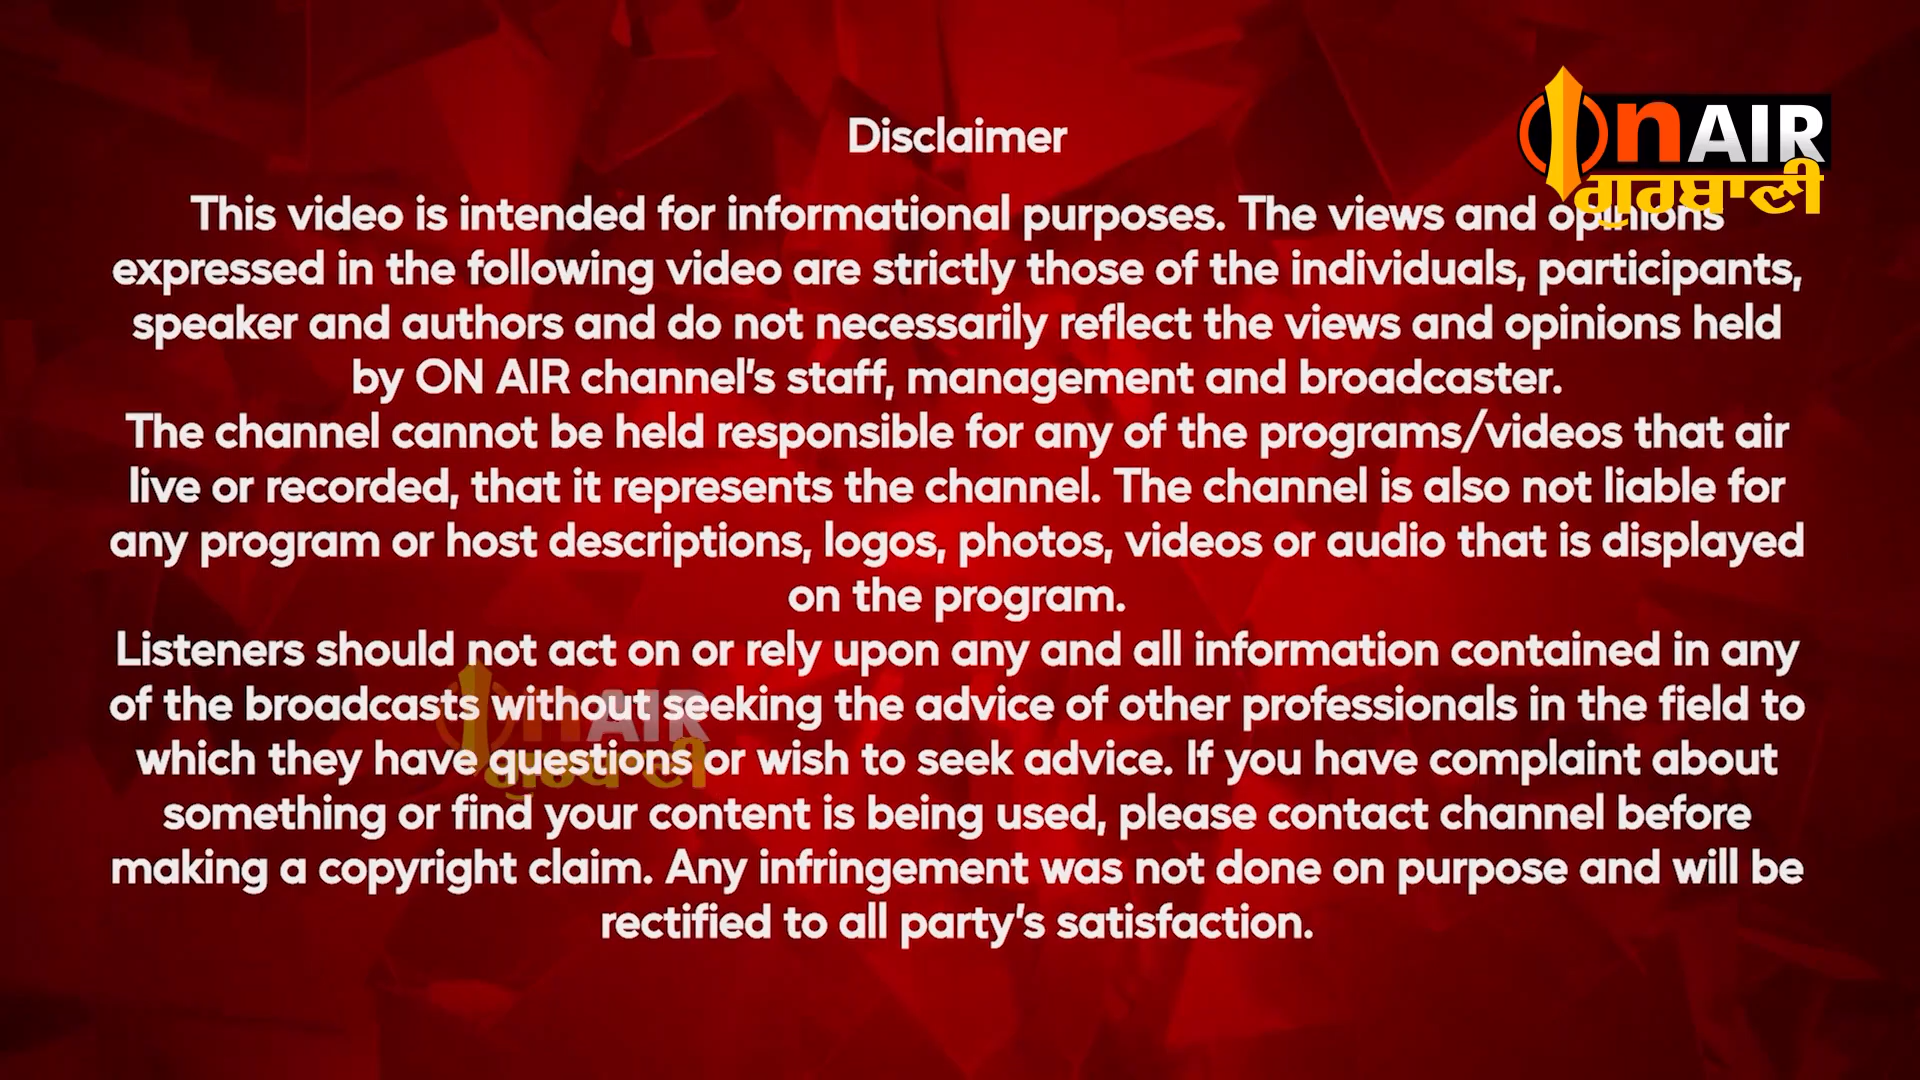 On AIR
ਗੁਰਬਾਣੀ
Disclaimer
This video is intended for informational purposes. The views and opinions
expressed in the following video are strictly those of the individuals, participants,
speaker and authors and do not necessarily reflect the views and opinions held
by ON AIR channel's staff, management and broadcaster.
The channel cannot be held responsible for any of the programs/videos that air
live or recorded, that it represents the channel. The channel is also not liable for
any program or host descriptions, logos, photos, videos or audio that is displayed
on the program.
Listeners should not act on or rely upon any and all information contained in any
of the broadcasts without seeking the advice of other professionals in the field to
which they have questions or wish to seek advice. If you have complaint about
something or find your content is being used, please contact channel before
making a copyright claim. Any infringement was not done on purpose and will be
rectified to all party's satisfaction.
On AIR
ਗੁਰਬਾਣੀ